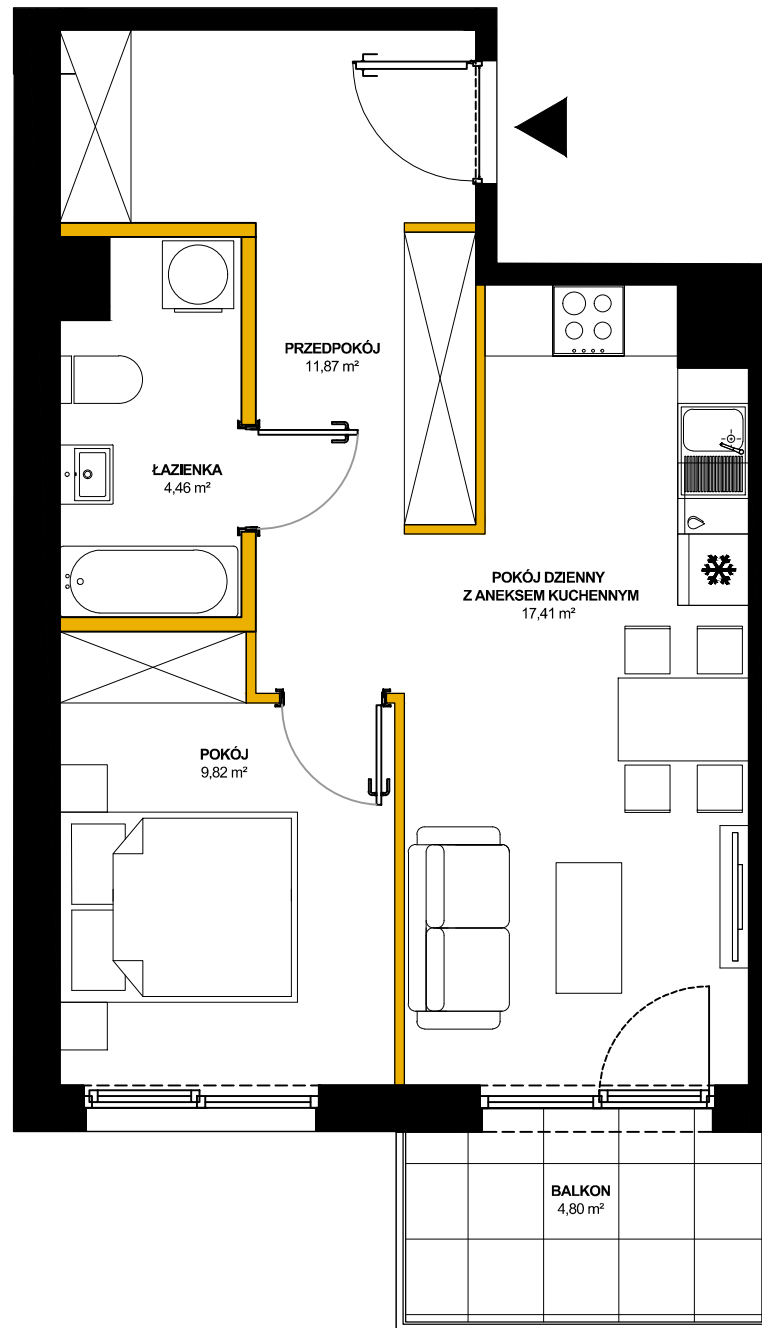 PRZEDPOKÓJ
11,87 m²
ŁAZIENKA
4,46 m²
POKÓJ DZIENNY
Z ANEKSEM KUCHENNYM
17,41 m²
POKÓJ
9,82 m²
BALKON
4,80 m²